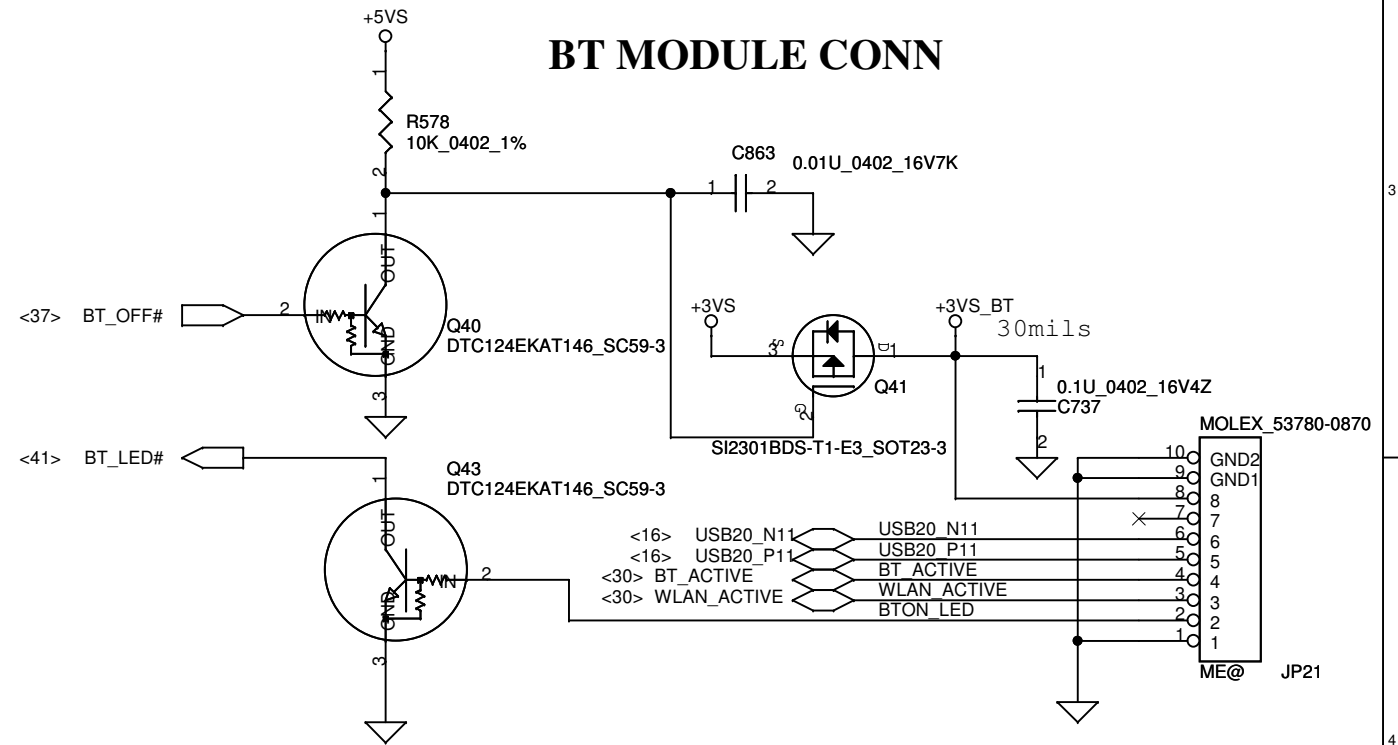 +5VS
BT MODULE CONN
1
R578
10K_0402_1%
2
C863
0.01U_0402_16V7K
1
2
3
1
OUT
<37> BT_OFF#
2
IN
GND
Q40
DTC124EKAT146_SC59-3
3
+3VS
+3VS_BT
30mils
3
S
D
1
G
2
Q41
SI2301BDS-T1-E3_SOT23-3
1
0.1U_0402_16V4Z
C737
2
MOLEX_53780-0870
<41> BT_LED#
1
OUT
Q43
DTC124EKAT146_SC59-3
IN
2
GND
3
10 GND2
9 GND1
8 8
7 7
<16> USB20_N11 USB20_N11 6 6
<16> USB20_P11 USB20_P11 5 5
<30> BT_ACTIVE BT_ACTIVE 4 4
<30> WLAN_ACTIVE WLAN_ACTIVE 3 3
BTON_LED 2 2
1 1
ME@ JP21
4